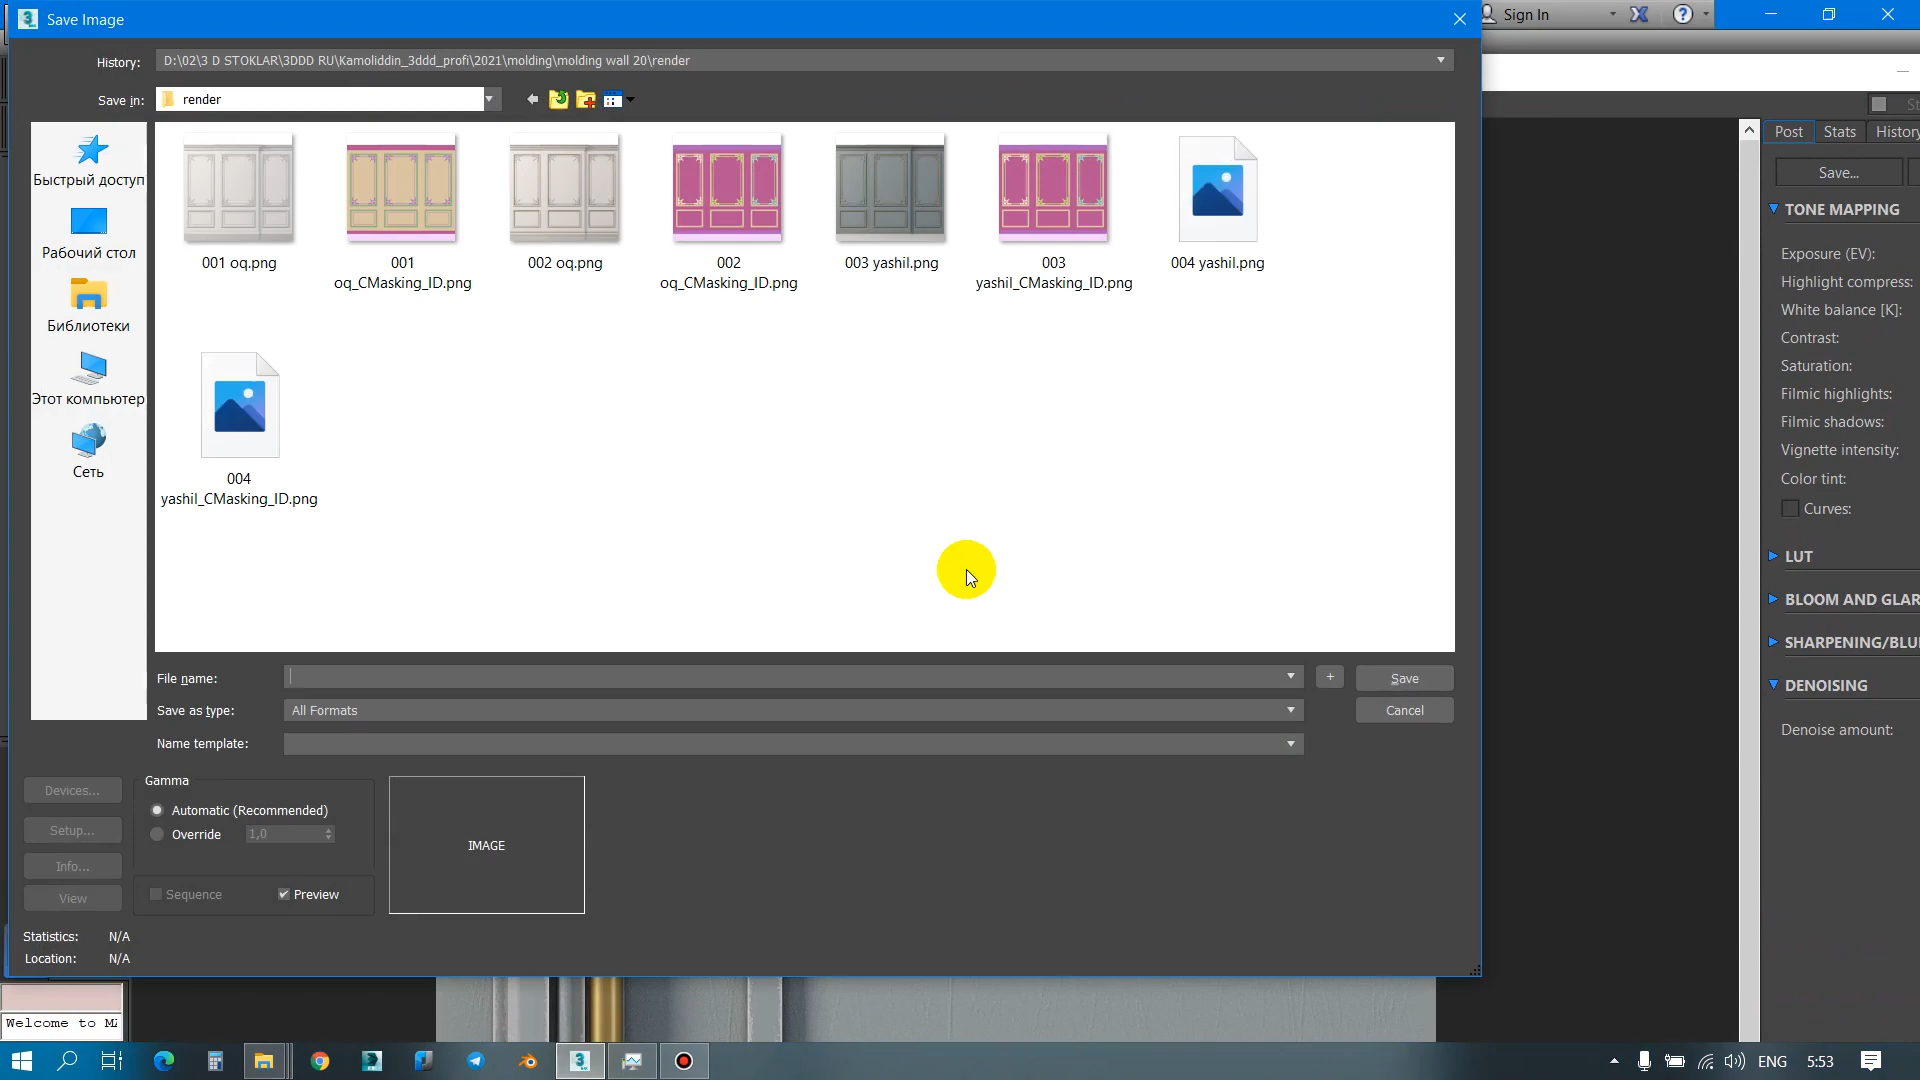 Save Image
Sign In
History:
D:\02\3 D STOKLAR\3DDD RU\Kamoliddin_3ddd_profi\2021\molding\molding wall 20\render
Save in:
render
Быстрый доступ
Рабочий стол
Библиотеки
Этот компьютер
Сеть
001 oq.png
001
oq_CMasking_ID.png
002 oq.png
002
oq_CMasking_ID.png
003 yashil.png
003
yashil_CMasking_ID.png
004 yashil.png
004
yashil_CMasking_ID.png
File name:
Save as type:
All Formats
Name template:
+
Save
Cancel
Devices...
Setup...
Info...
View
Gamma
Automatic (Recommended)
Override
1,0
Sequence
Preview
IMAGE
Statistics:
N/A
Location:
N/A
St
Post
Stats
History
Save...
TONE MAPPING
Exposure (EV):
Highlight compress:
White balance [K]:
Contrast:
Saturation:
Filmic highlights:
Filmic shadows:
Vignette intensity:
Color tint:
Curves:
LUT
BLOOM AND GLAR
SHARPENING/BLU
DENOISING
Denoise amount:
Welcome to MA
ENG
5:53